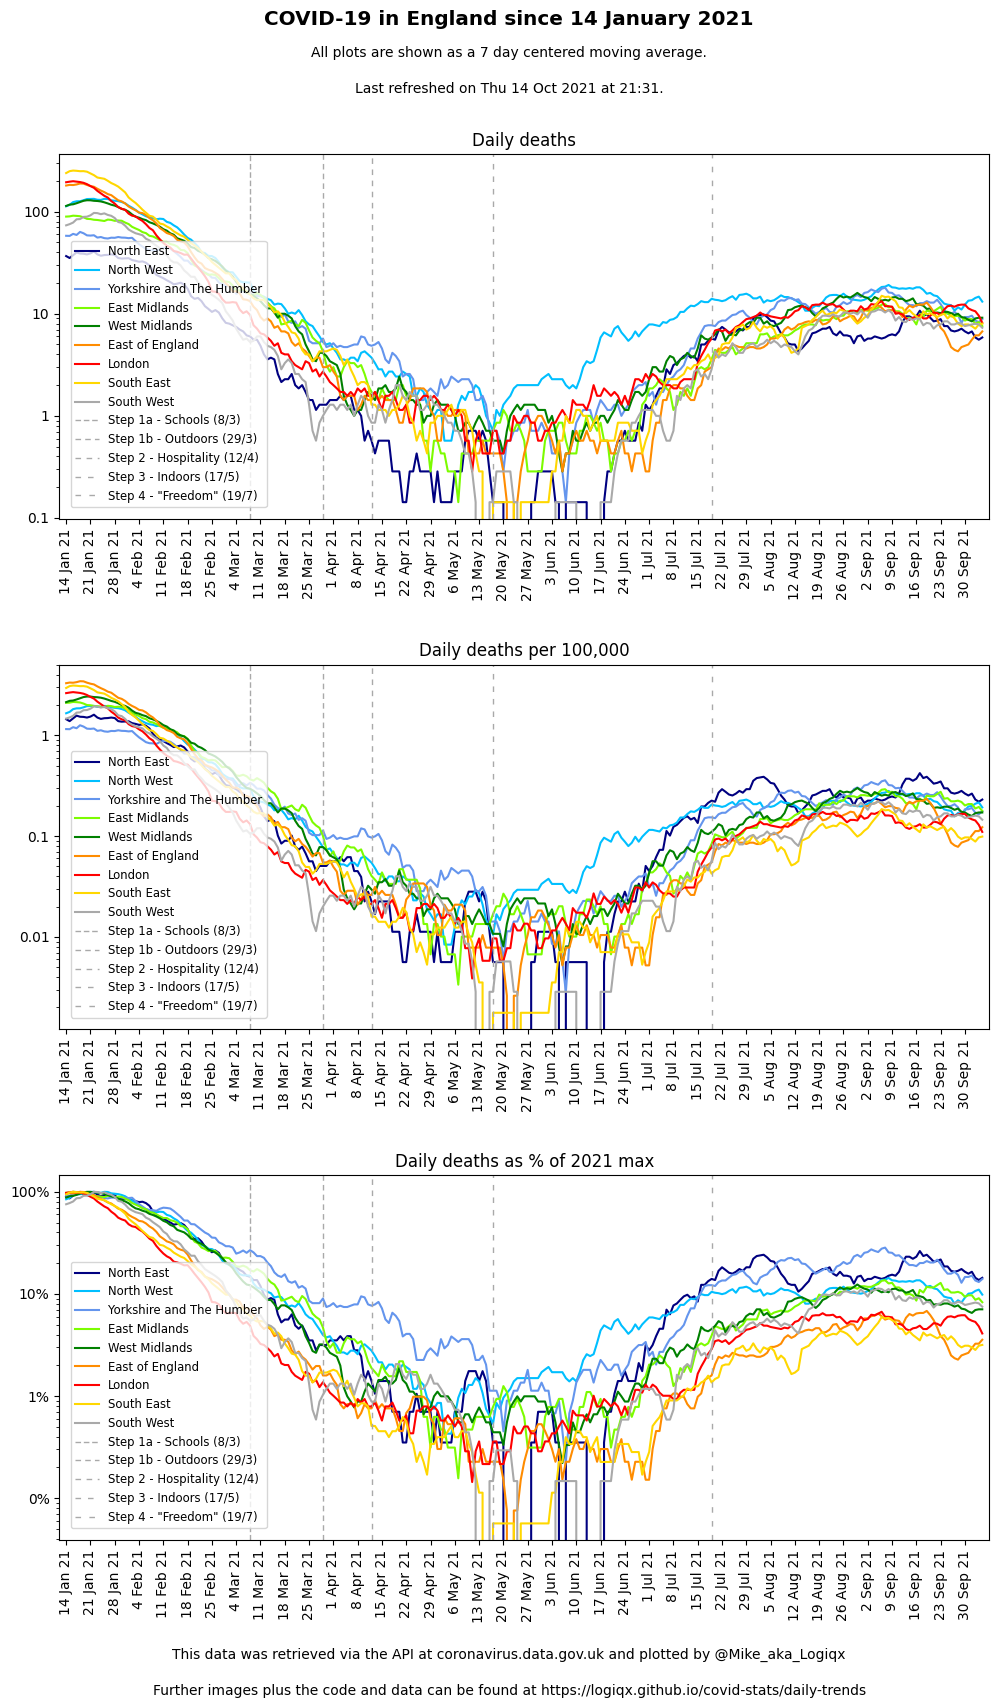 COVID-19 in England since 14 January 2021
All plots are shown as a 7 day centered moving average.
Last refreshed on Thu 14 Oct 2021 at 21:31.
Daily deaths
100
10
1
0.1
North East
North West
Yorkshire and The Humber
East Midlands
West Midlands
East of England
London
South East
South West
Step 1a - Schools (8/3)
Step 1b - Outdoors (29/3)
Step 2 - Hospitality (12/4)
Step 3 - Indoors (17/5)
Step 4 - "Freedom" (19/7)
14 Jan 21
21 Jan 21
28 Jan 21
4 Feb 21
11 Feb 21
18 Feb 21
25 Feb 21
4 Mar 21
11 Mar 21
18 Mar 21
25 Mar 21
1 Apr 21
8 Apr 21
15 Apr 21
22 Apr 21
29 Apr 21
6 May 21
13 May 21
20 May 21
27 May 21
3 Jun 21
10 Jun 21
17 Jun 21
24 Jun 21
1 Jul 21
8 Jul 21
15 Jul 21
22 Jul 21
29 Jul 21
5 Aug 21
12 Aug 21
19 Aug 21
26 Aug 21
2 Sep 21
9 Sep 21
16 Sep 21
23 Sep 21
30 Sep 21
Daily deaths per 100,000
1
0.1
0.01
North East
North West
Yorkshire and The Humber
East Midlands
West Midlands
East of England
London
South East
South West
Step 1a - Schools (8/3)
Step 1b - Outdoors (29/3)
Step 2 - Hospitality (12/4)
Step 3 - Indoors (17/5)
Step 4 - "Freedom" (19/7)
14 Jan 21
21 Jan 21
28 Jan 21
4 Feb 21
11 Feb 21
18 Feb 21
25 Feb 21
4 Mar 21
11 Mar 21
18 Mar 21
25 Mar 21
1 Apr 21
8 Apr 21
15 Apr 21
22 Apr 21
29 Apr 21
6 May 21
13 May 21
20 May 21
27 May 21
3 Jun 21
10 Jun 21
17 Jun 21
24 Jun 21
1 Jul 21
8 Jul 21
15 Jul 21
22 Jul 21
29 Jul 21
5 Aug 21
12 Aug 21
19 Aug 21
26 Aug 21
2 Sep 21
9 Sep 21
16 Sep 21
23 Sep 21
30 Sep 21
Daily deaths as % of 2021 max
100%
10%
1%
0%
North East
North West
Yorkshire and The Humber
East Midlands
West Midlands
East of England
London
South East
South West
Step 1a - Schools (8/3)
Step 1b - Outdoors (29/3)
Step 2 - Hospitality (12/4)
Step 3 - Indoors (17/5)
Step 4 - "Freedom" (19/7)
14 Jan 21
21 Jan 21
28 Jan 21
4 Feb 21
11 Feb 21
18 Feb 21
25 Feb 21
4 Mar 21
11 Mar 21
18 Mar 21
25 Mar 21
1 Apr 21
8 Apr 21
15 Apr 21
22 Apr 21
29 Apr 21
6 May 21
13 May 21
20 May 21
27 May 21
3 Jun 21
10 Jun 21
17 Jun 21
24 Jun 21
1 Jul 21
8 Jul 21
15 Jul 21
22 Jul 21
29 Jul 21
5 Aug 21
12 Aug 21
19 Aug 21
26 Aug 21
2 Sep 21
9 Sep 21
16 Sep 21
23 Sep 21
30 Sep 21
This data was retrieved via the API at coronavirus.data.gov.uk and plotted by @Mike_aka_Logiqx
Further images plus the code and data can be found at https://logiqx.github.io/covid-stats/daily-trends